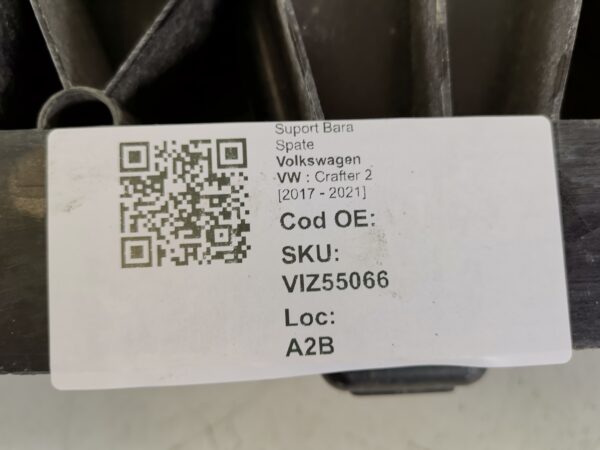 Suport Bara
Spate
Volkswagen
VW : Crafter 2
[2017 - 2021]
Cod OE:
SKU:
VIZ55066
Loc:
A2B